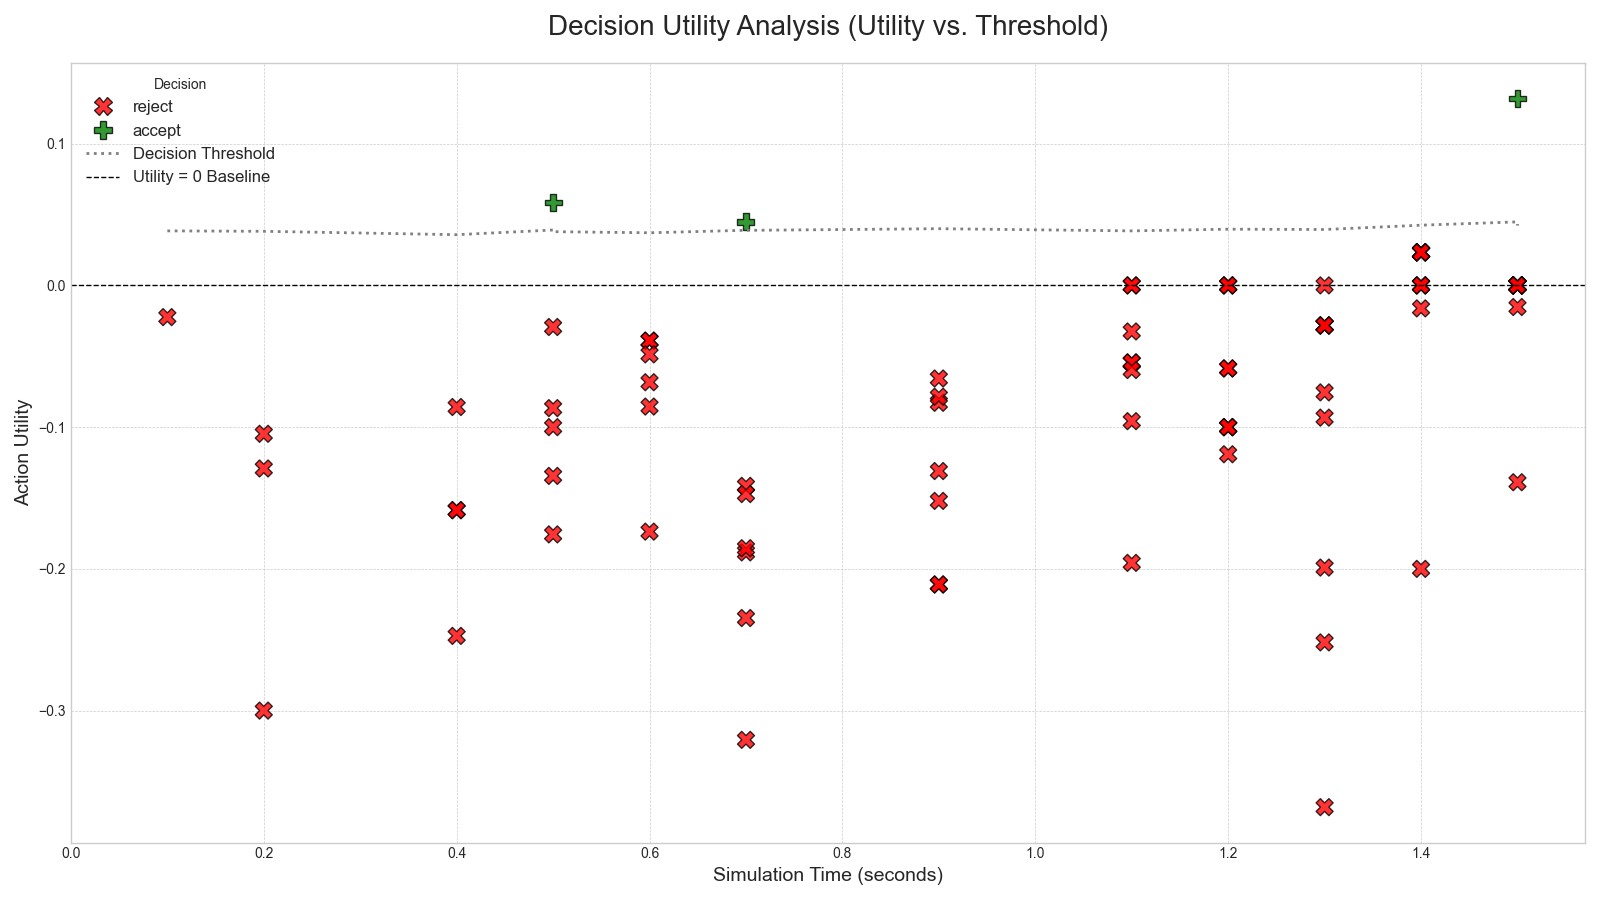 Decision Utility Analysis (Utility vs. Threshold)
Decision
reject
accept
Decision Threshold
Utility = 0 Baseline
Action Utility
0.1
0.0
−0.1
−0.2
−0.3
0.0 0.2 0.4 0.6 0.8 1.0 1.2 1.4
Simulation Time (seconds)